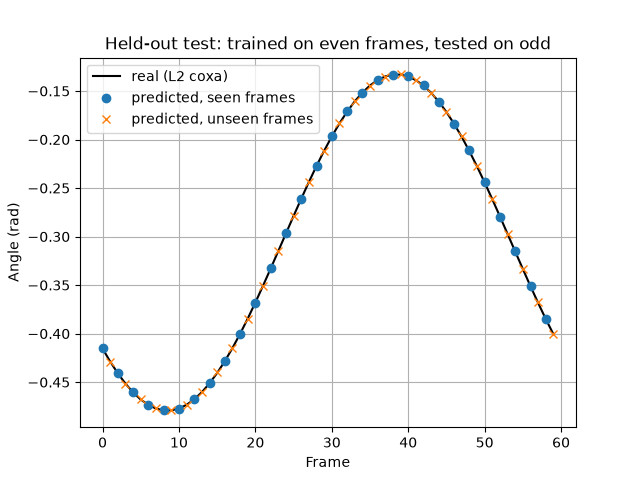 Held-out test: trained on even frames, tested on odd
real (L2 coxa)
predicted, seen frames
predicted, unseen frames
Angle (rad)
−0.15
−0.20
−0.25
−0.30
−0.35
−0.40
−0.45
0 10 20 30 40 50 60
Frame